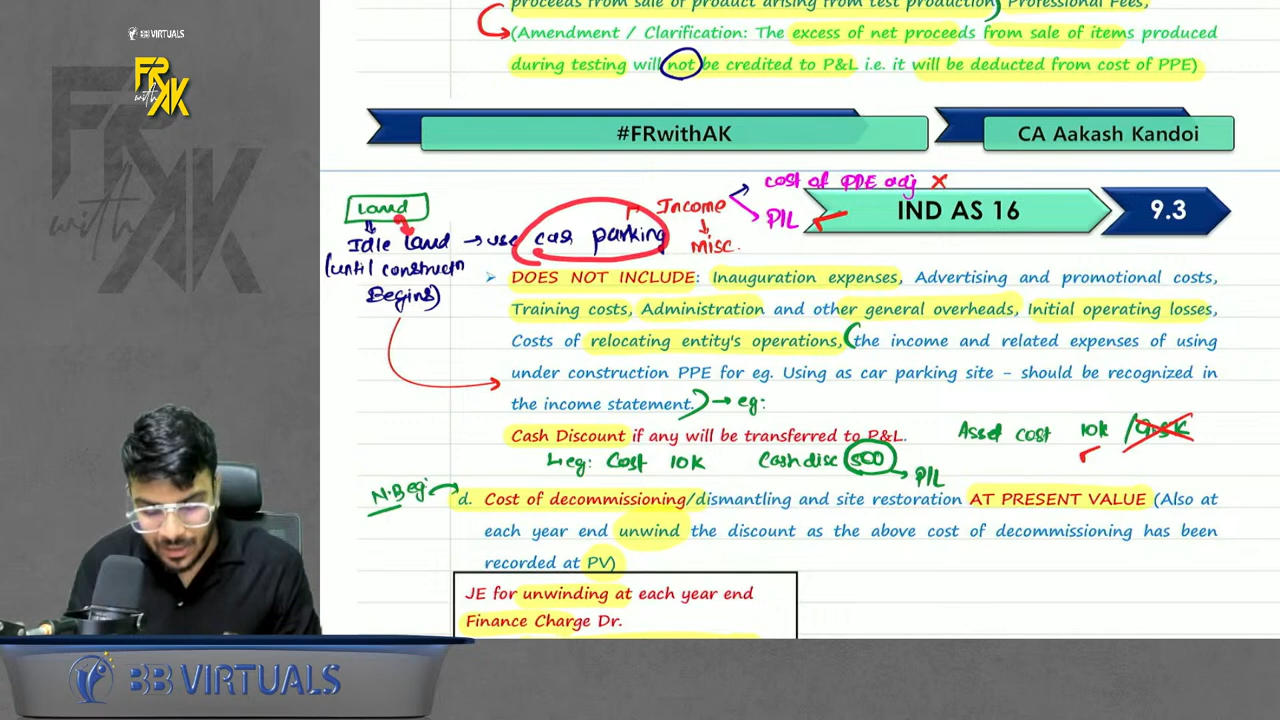 proceeds from sale of product arising from test production) Professional Fees,
(Amendment / Clarification: The excess of net proceeds from sale of items produced
during testing will not be credited to P&L i.e. it will be deducted from cost of PPE)
BB VIRTUALS
FR
with
AK
#FRwithAK
CA Aakash Kandoi
IND AS 16
9.3
Land
Idle land → use car parking
(until constructn
Begins)
Income
misc.
cost of PPE adj ×
P/L
➢ DOES NOT INCLUDE: Inauguration expenses, Advertising and promotional costs,
Training costs, Administration and other general overheads, Initial operating losses,
Costs of relocating entity's operations, (the income and related expenses of using
under construction PPE for eg. Using as car parking site – should be recognized in
the income statement.) → eg:
Cash Discount if any will be transferred to P&L.
Asset cost 10k / 9.5k
eg: Cost 10k Cash disc 500 → P/L
N.B eg:
d. Cost of decommissioning/dismantling and site restoration AT PRESENT VALUE (Also at
each year end unwind the discount as the above cost of decommissioning has been
recorded at PV)
JE for unwinding at each year end
Finance Charge Dr.
BB VIRTUALS